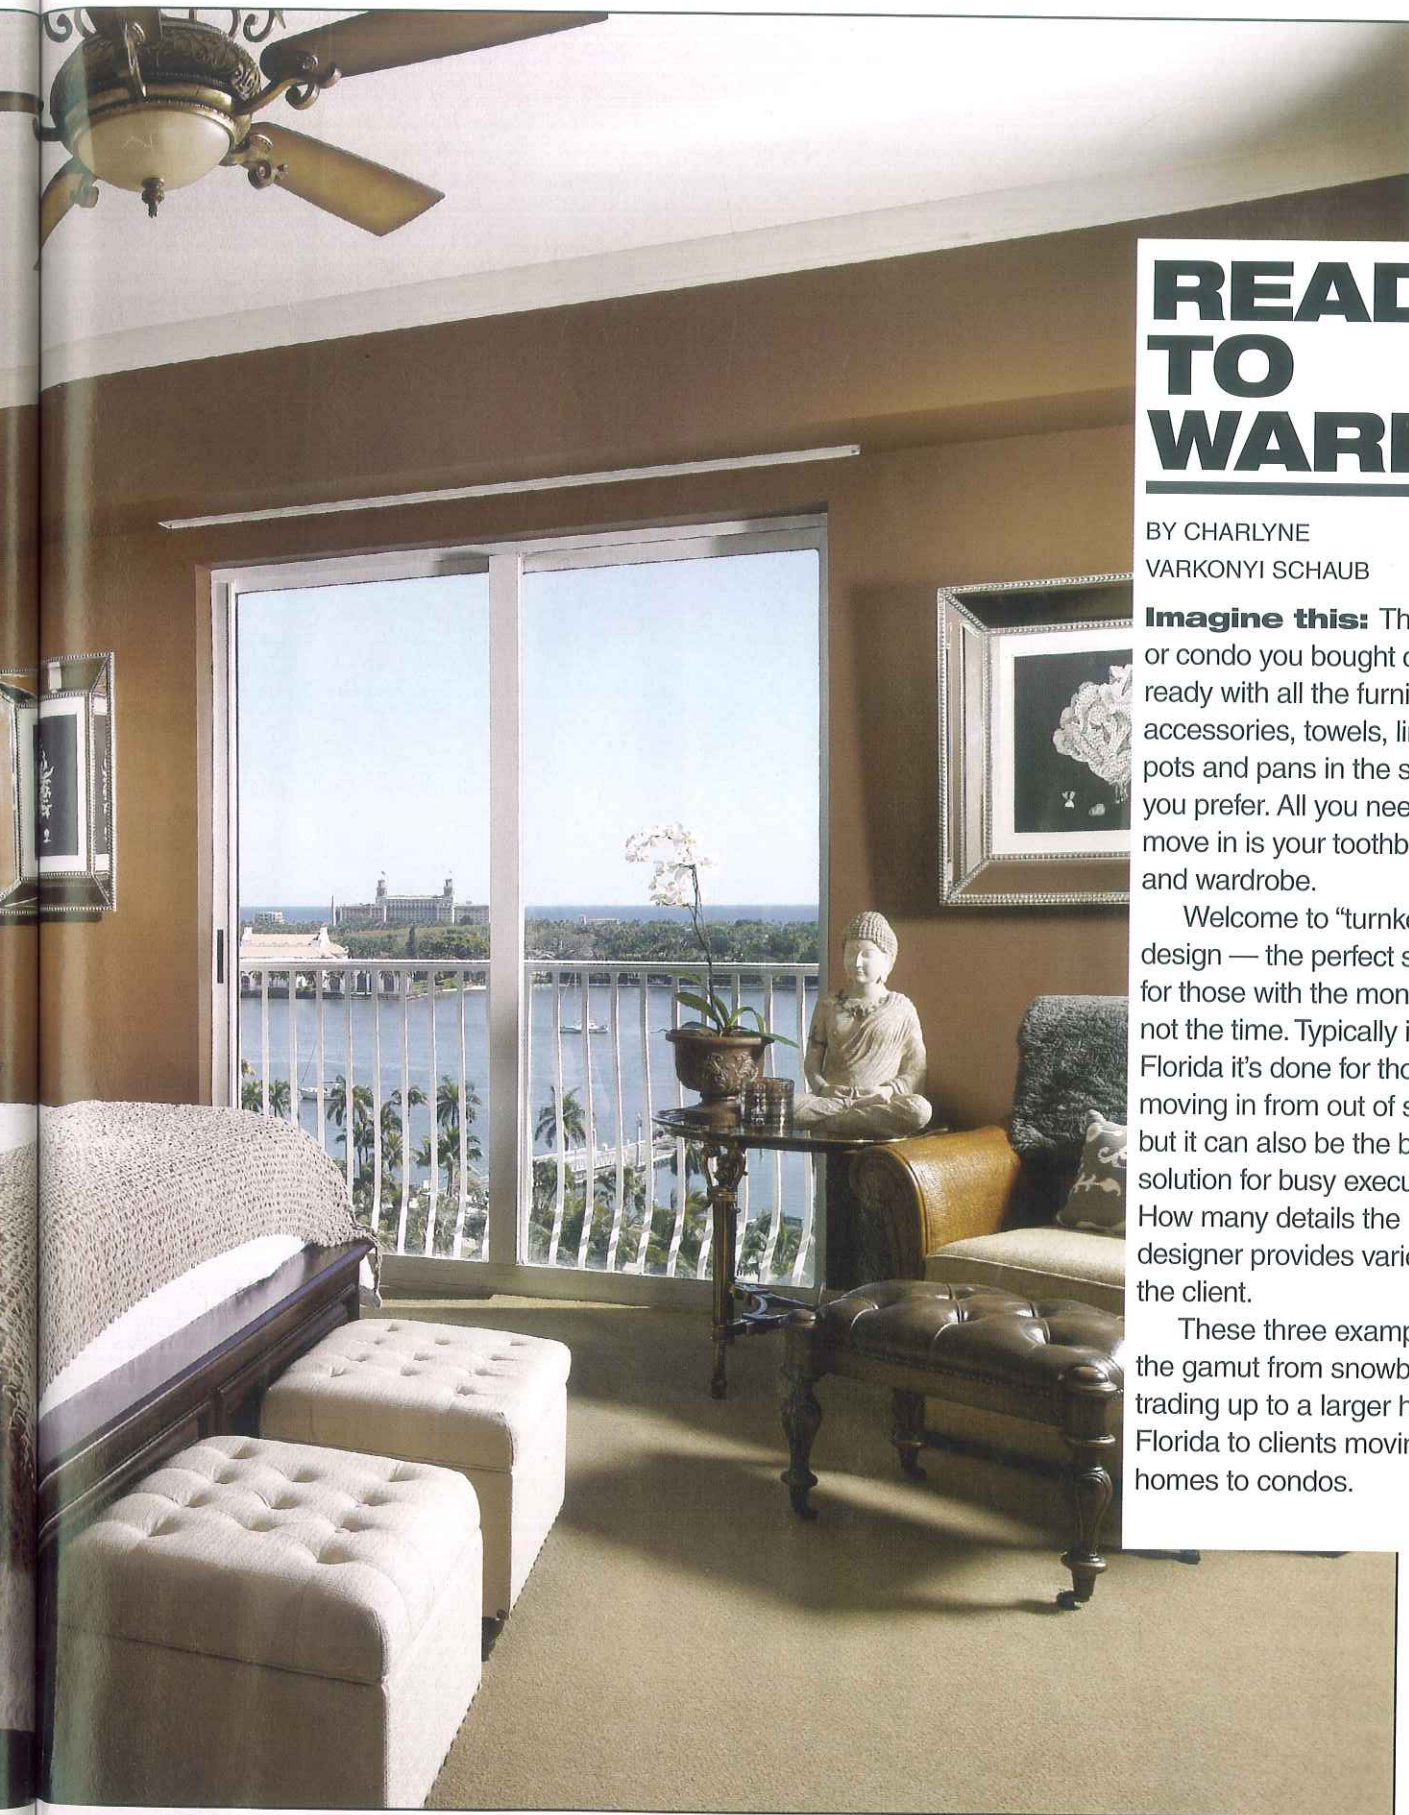 READ
TO
WAR
BY CHARLYNE
VARKONYI SCHAUB
Imagine this: Th
or condo you bought
ready with all the furni
accessories, towels, li
pots and pans in the s
you prefer. All you nee
move in is your toothb
and wardrobe.
Welcome to “turnke
design — the perfect s
for those with the mon
not the time. Typically i
Florida it’s done for tho
moving in from out of s
but it can also be the b
solution for busy execu
How many details the
designer provides varie
the client.
These three examp
the gamut from snowb
trading up to a larger h
Florida to clients movin
homes to condos.